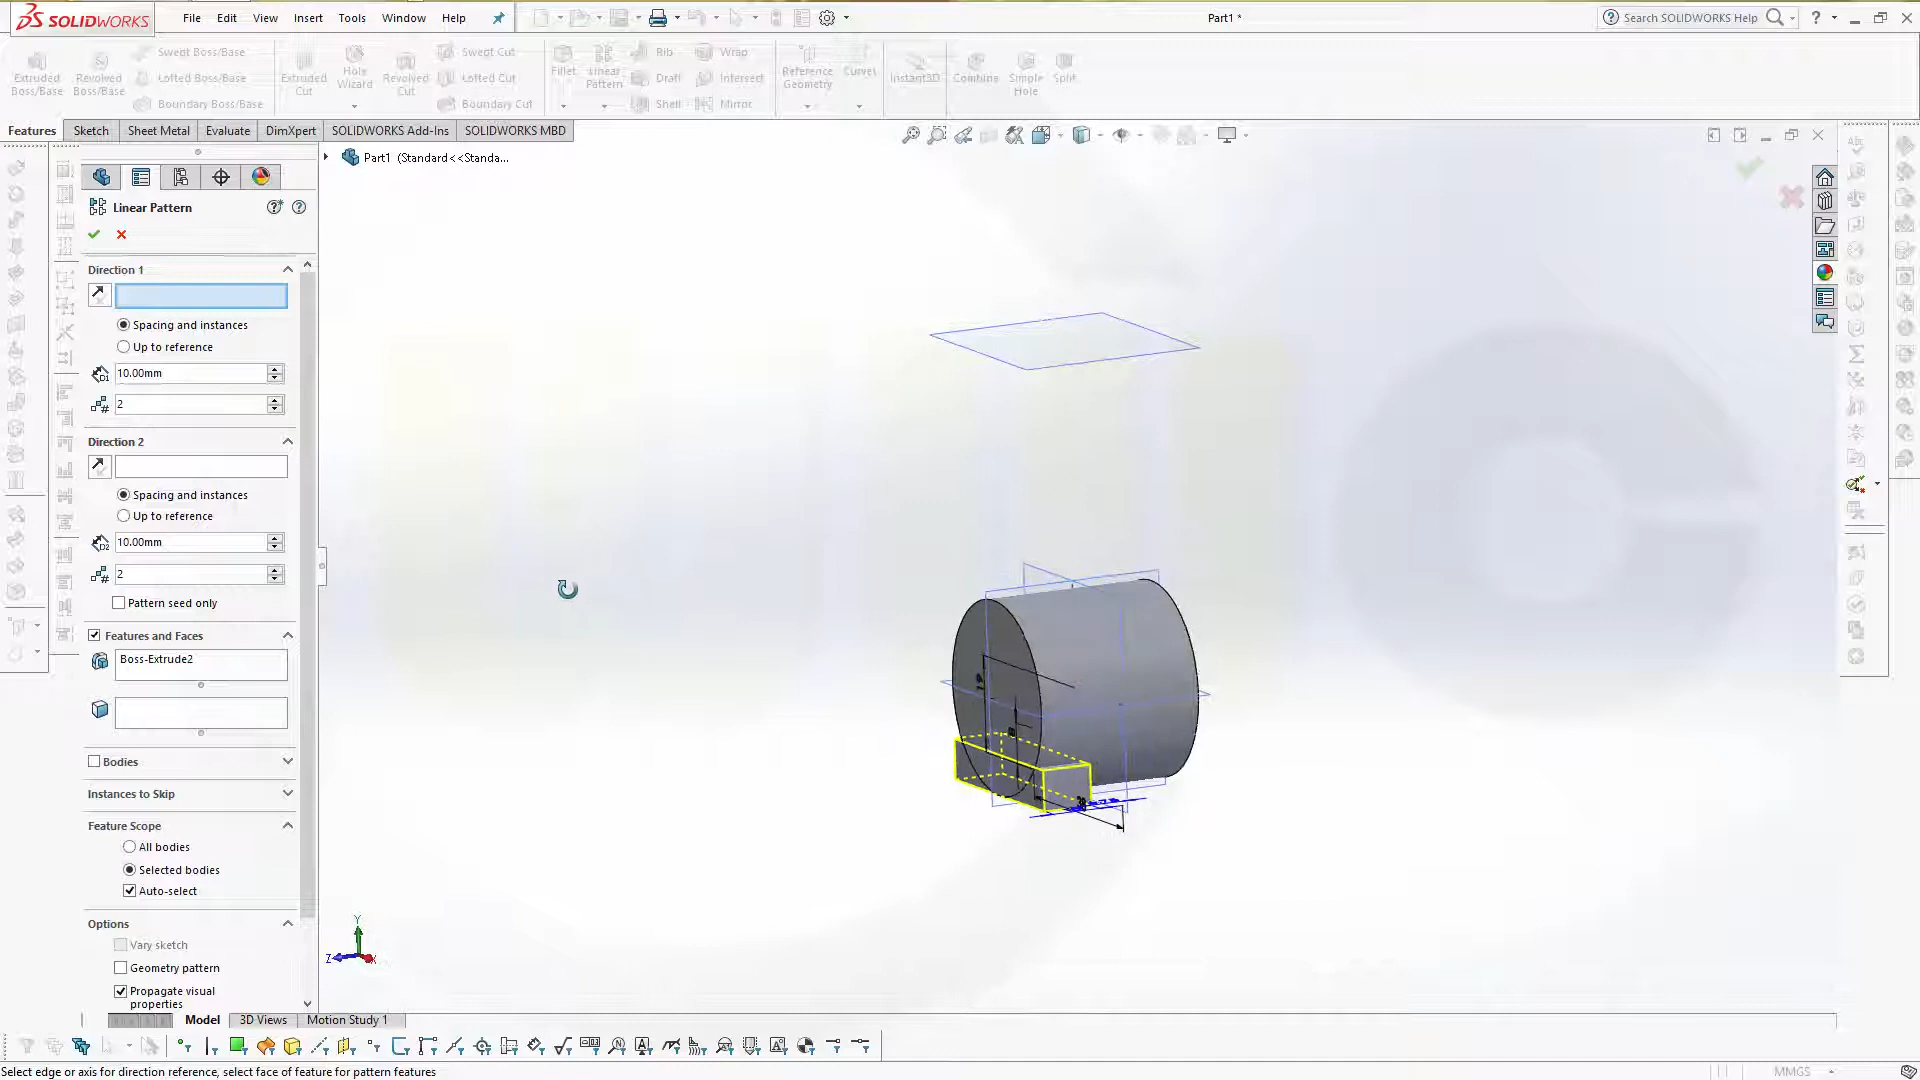 SOLIDWORKS
File
Edit
View
Insert
Tools
Window
Help
Part1 *
Search SOLIDWORKS Help
Extruded
Boss/Base
Revolved
Boss/Base
Swept Boss/Base
Lofted Boss/Base
Boundary Boss/Base
Extruded
Cut
Hole
Wizard
Revolved
Cut
Swept Cut
Lofted Cut
Boundary Cut
Fillet
Linear
Pattern
Rib
Draft
Shell
Wrap
Intersect
Mirror
Reference
Geometry
Curves
Instant3D
Combine
Simple
Hole
Split
Features
Sketch
Sheet Metal
Evaluate
DimXpert
SOLIDWORKS Add-Ins
SOLIDWORKS MBD
Part1 (Standard<<Standa...
Linear Pattern
Direction 1
Spacing and instances
Up to reference
10.00mm
2
Direction 2
Spacing and instances
Up to reference
10.00mm
2
Pattern seed only
Features and Faces
Boss-Extrude2
Bodies
Instances to Skip
Feature Scope
All bodies
Selected bodies
Auto-select
Options
Vary sketch
Geometry pattern
Propagate visual
properties
Y
Z
X
Model
3D Views
Motion Study 1
Select edge or axis for direction reference, select face of feature for pattern features
MMGS